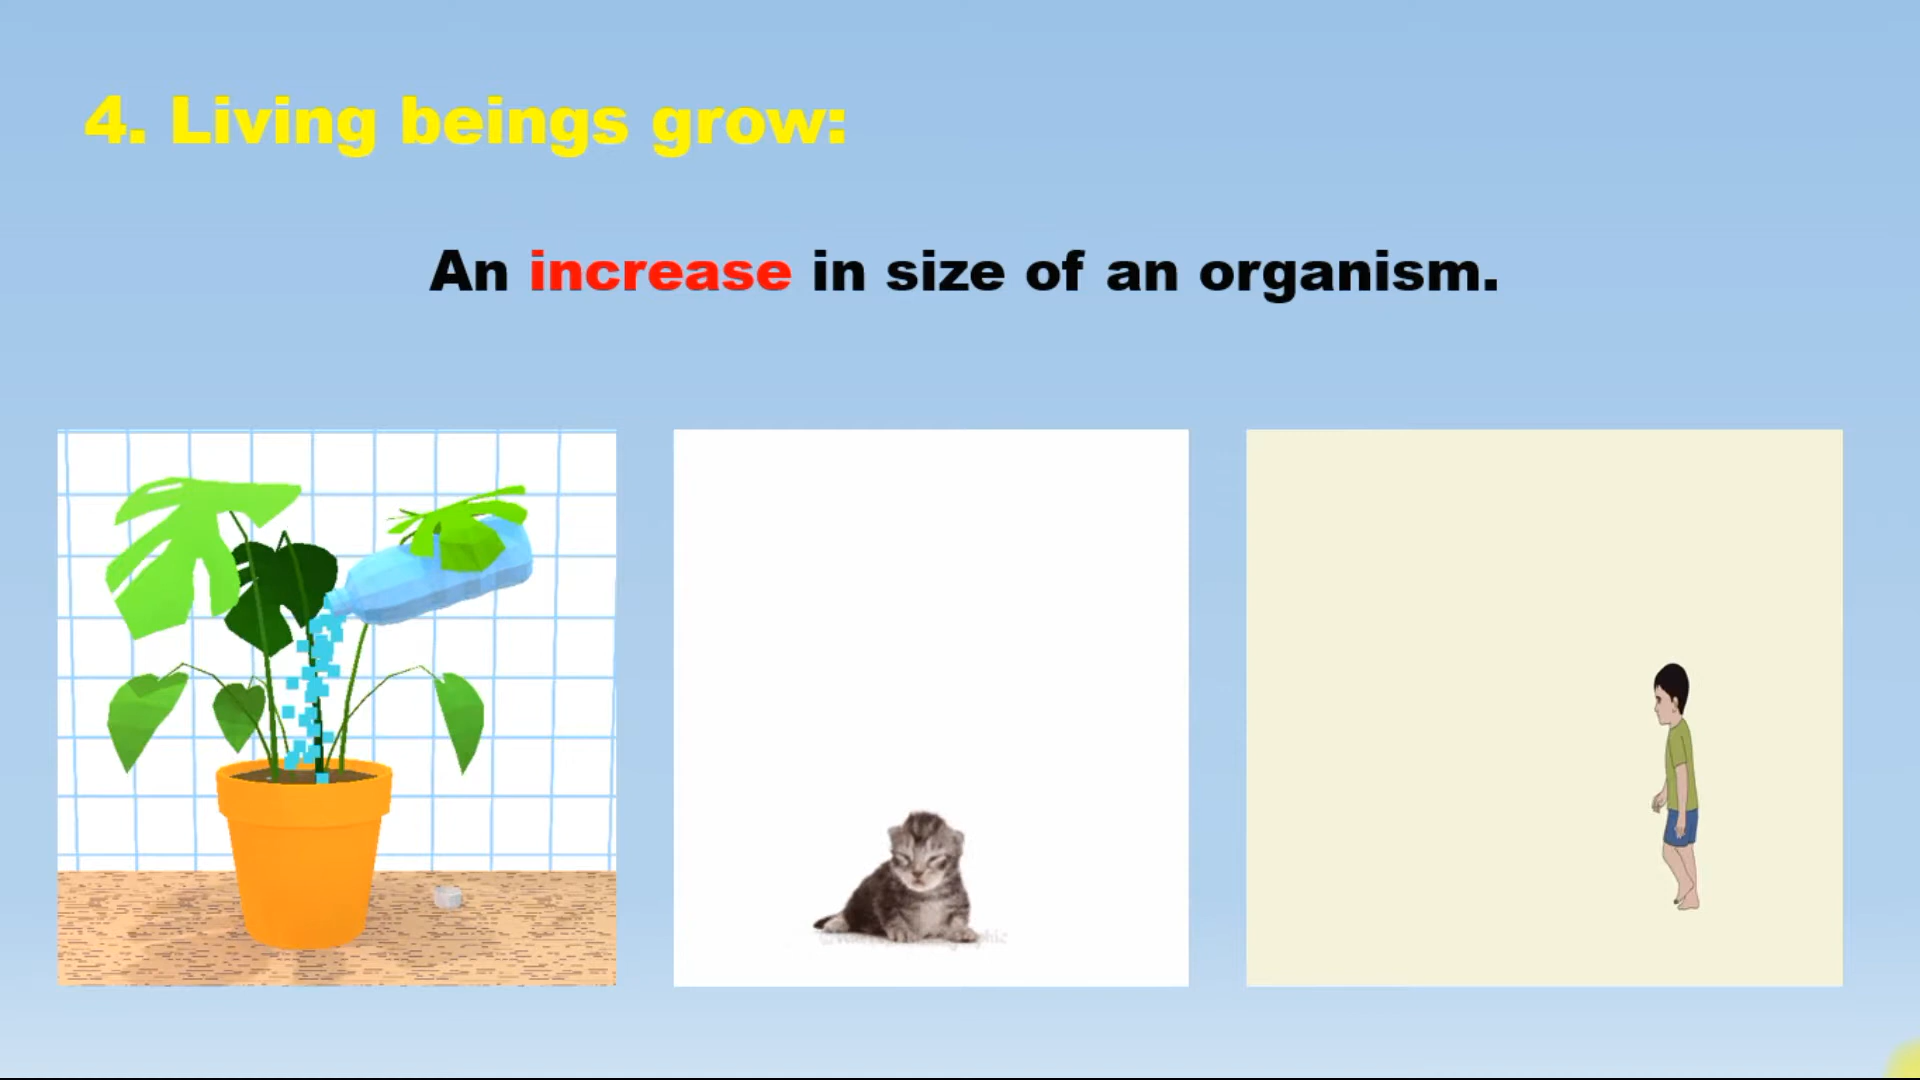 4. Living beings grow:
An increase in size of an organism.